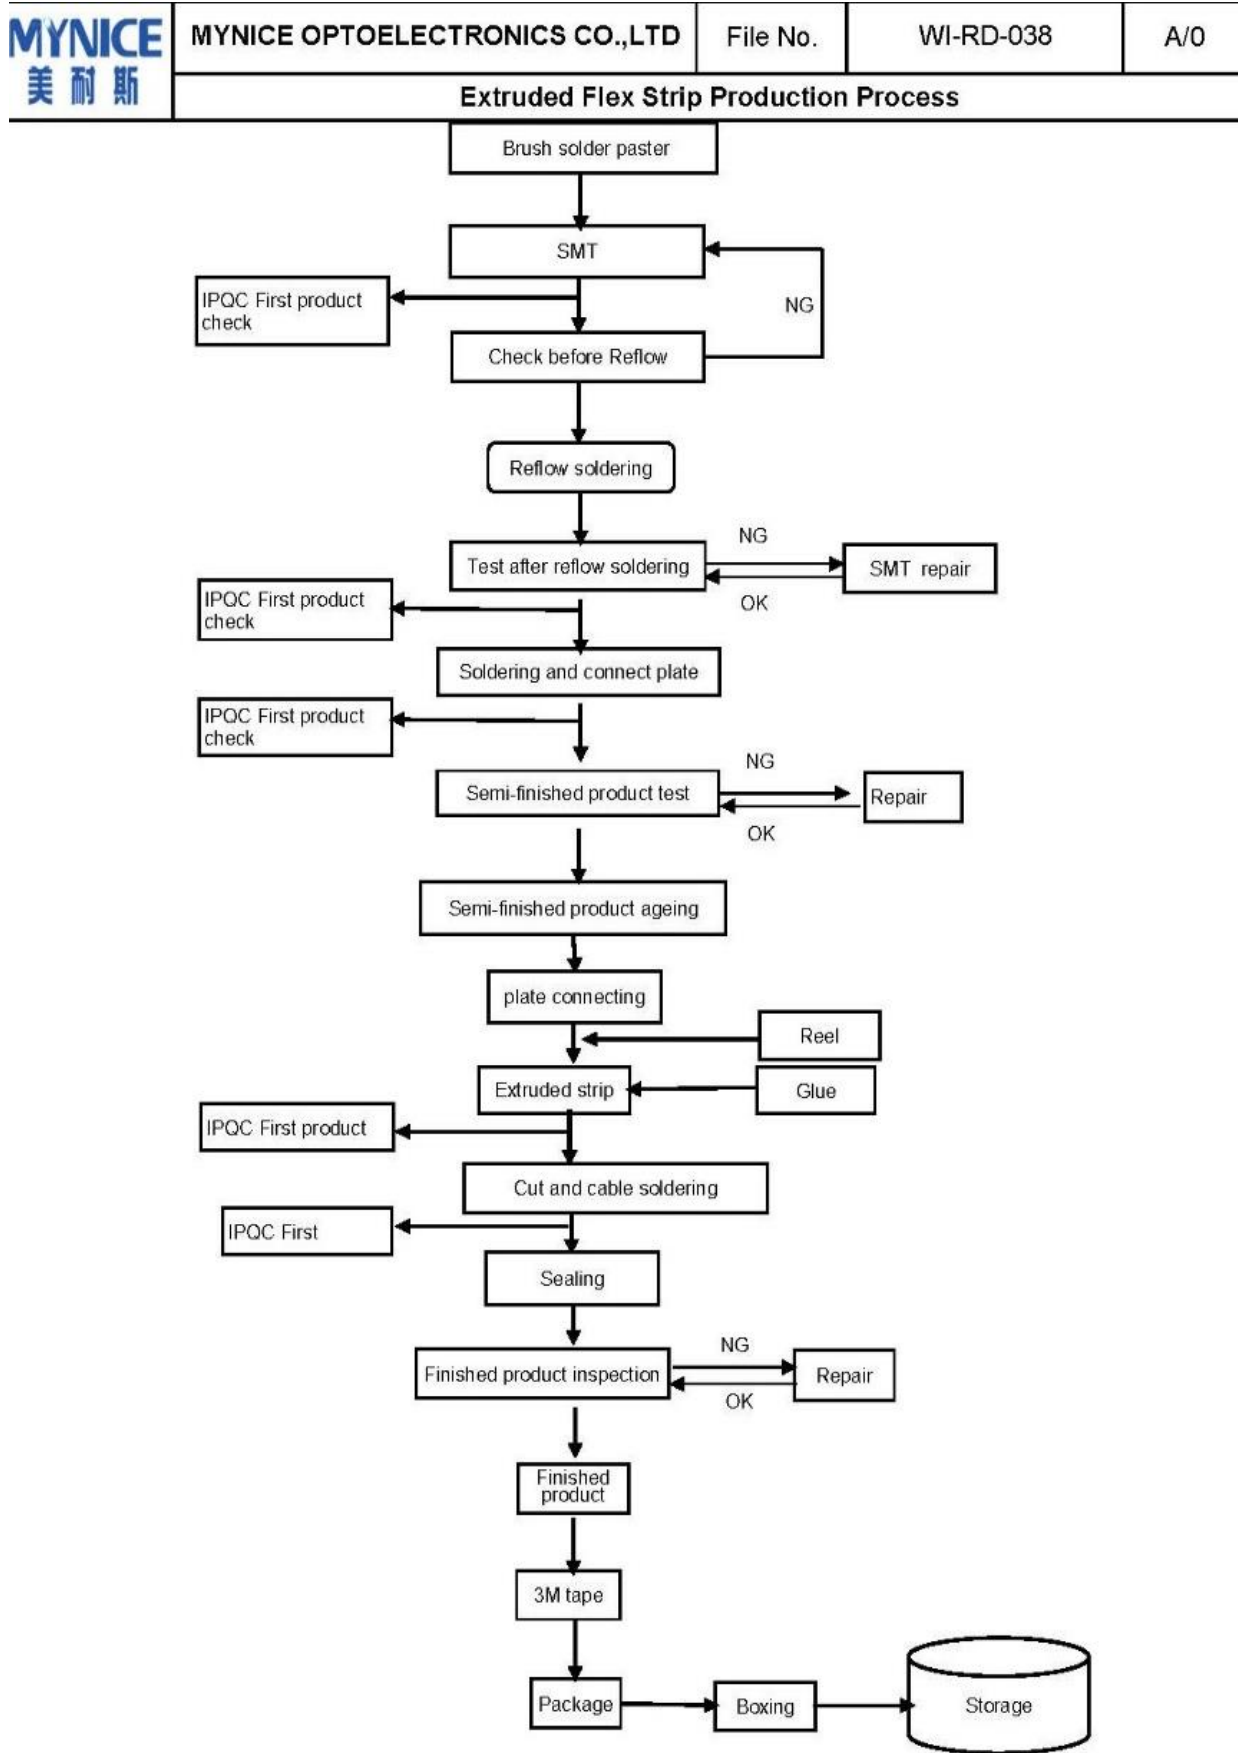 MYNICE
美耐斯
MYNICE OPTOELECTRONICS CO.,LTD
File No.
WI-RD-038
A/0
Extruded Flex Strip Production Process
Brush solder paster
SMT
NG
IPQC First product
check
Check before Reflow
Reflow soldering
Test after reflow soldering
NG
OK
SMT repair
IPQC First product
check
Soldering and connect plate
IPQC First product
check
Semi-finished product test
NG
OK
Repair
Semi-finished product ageing
plate connecting
Reel
Extruded strip
Glue
IPQC First product
Cut and cable soldering
IPQC First
Sealing
Finished product inspection
NG
OK
Repair
Finished
product
3M tape
Package
Boxing
Storage